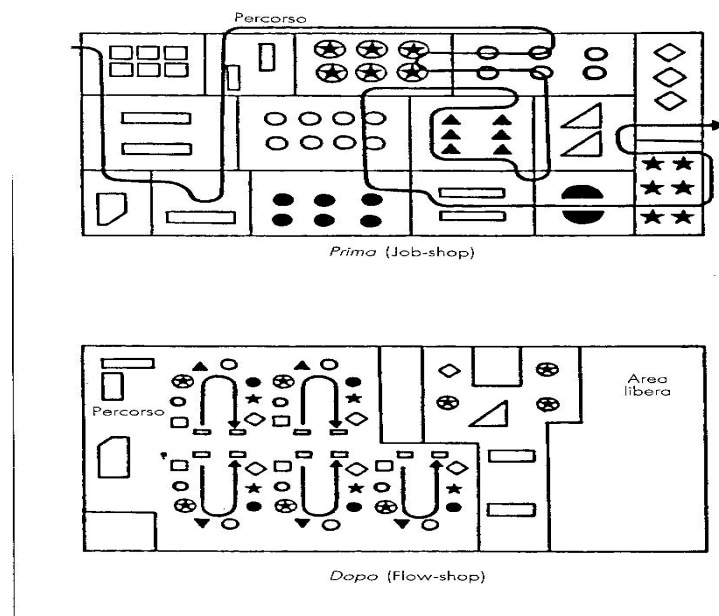 Percorso
Prima (Job-shop)
Area
libera
Percorso
Dopo (Flow-shop)